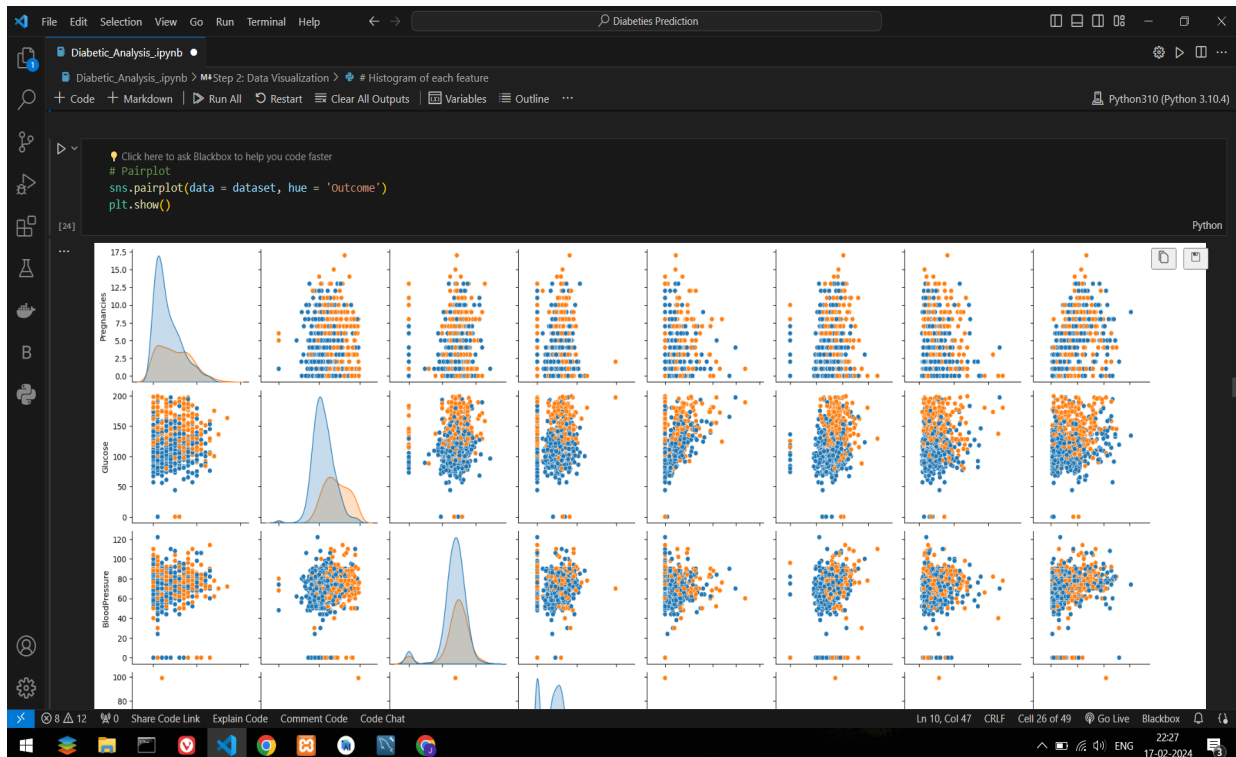 File Edit Selection View Go Run Terminal Help
Diabeties Prediction
Diabetic_Analysis_.ipynb
Diabetic_Analysis_.ipynb > M↓Step 2: Data Visualization > # Histogram of each feature
+ Code + Markdown | Run All Restart Clear All Outputs | Variables Outline ...
Python310 (Python 3.10.4)
Click here to ask Blackbox to help you code faster
# Pairplot
sns.pairplot(data = dataset, hue = 'Outcome')
plt.show()
[24]
Python
...
17.5
15.0
12.5
10.0
7.5
5.0
2.5
0.0
Pregnancies
200
150
100
50
0
Glucose
120
100
80
60
40
20
0
BloodPressure
100
80
8 12 0 Share Code Link Explain Code Comment Code Code Chat
Ln 10, Col 47 CRLF Cell 26 of 49 Go Live Blackbox
ENG
22:27
17-02-2024
3
1
B